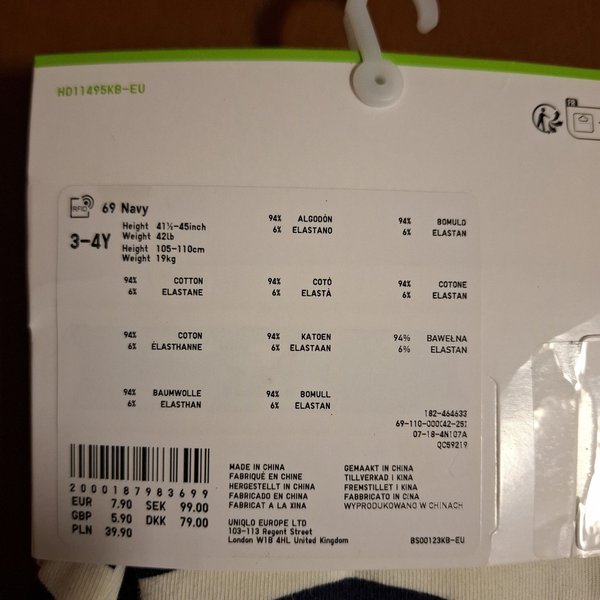 HD11495KB-EU
FR
RFID
69 Navy
3-4Y
Height 41½-45inch
Weight 42lb
Height 105-110cm
Weight 19kg
94% ALGODÓN
6% ELASTANO
94% BOMULD
6% ELASTAN
94% COTTON
6% ELASTANE
94% COTÓ
6% ELASTÀ
94% COTONE
6% ELASTAN
94% COTON
6% ÉLASTHANNE
94% KATOEN
6% ELASTAAN
94% BAWEŁNA
6% ELASTAN
94% BAUMWOLLE
6% ELASTHAN
94% BOMULL
6% ELASTAN
182-464633
69-110-000(42-25)
07-18-4N107A
QC59219
2000187983699
EUR 7.90 SEK 99.00
GBP 5.90 DKK 79.00
PLN 39.90
MADE IN CHINA
FABRIQUÉ EN CHINE
HERGESTELLT IN CHINA
FABRICADO EN CHINA
FABRICAT A LA XINA
GEMAAKT IN CHINA
TILLVERKAD I KINA
FREMSTILLET I KINA
FABBRICATO IN CINA
WYPRODUKOWANO W CHINACH
UNIQLO EUROPE LTD
103-113 Regent Street
London W1B 4HL United Kingdom
BS00123KB-EU